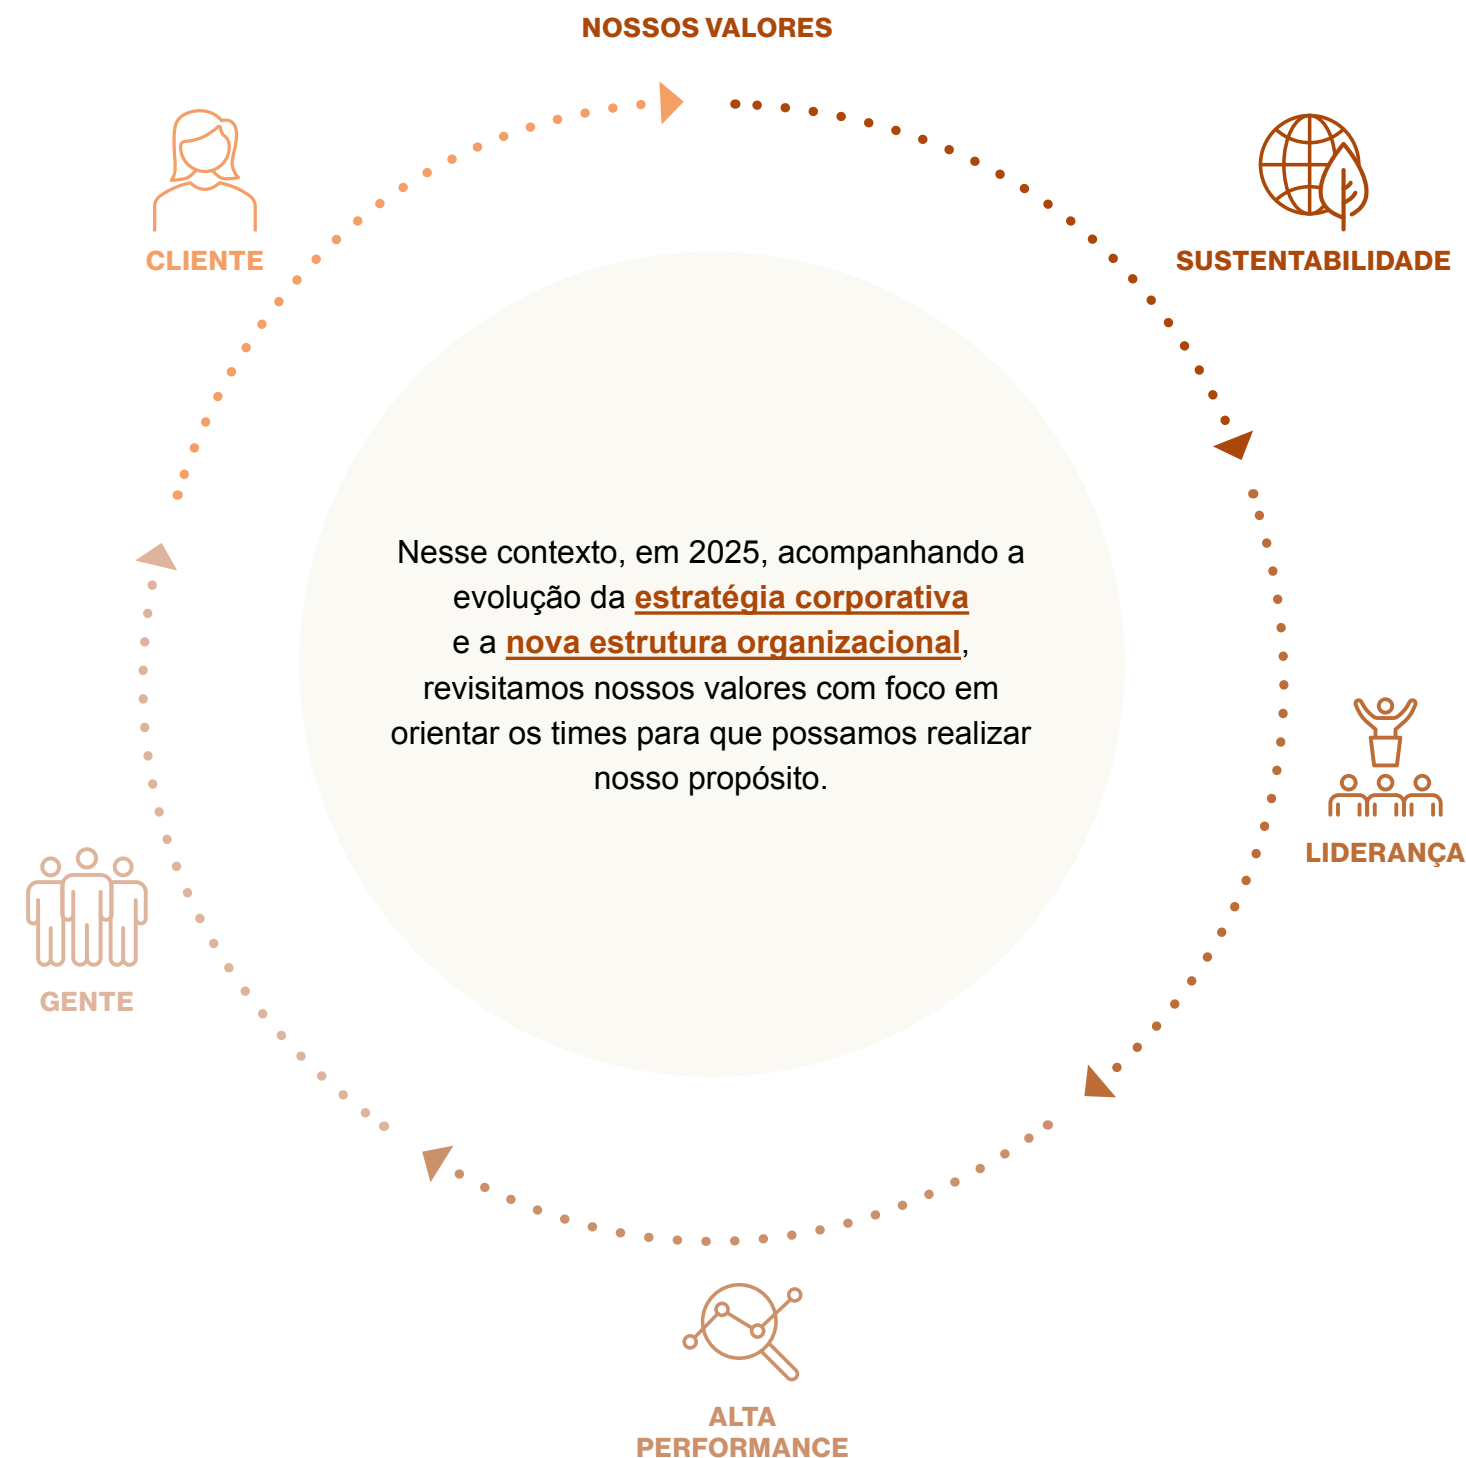 NOSSOS VALORES
CLIENTE
SUSTENTABILIDADE
Nesse contexto, em 2025, acompanhando a
evolução da estratégia corporativa
e a nova estrutura organizacional,
revisitamos nossos valores com foco em
orientar os times para que possamos realizar
nosso propósito.
LIDERANÇA
GENTE
ALTA
PERFORMANCE